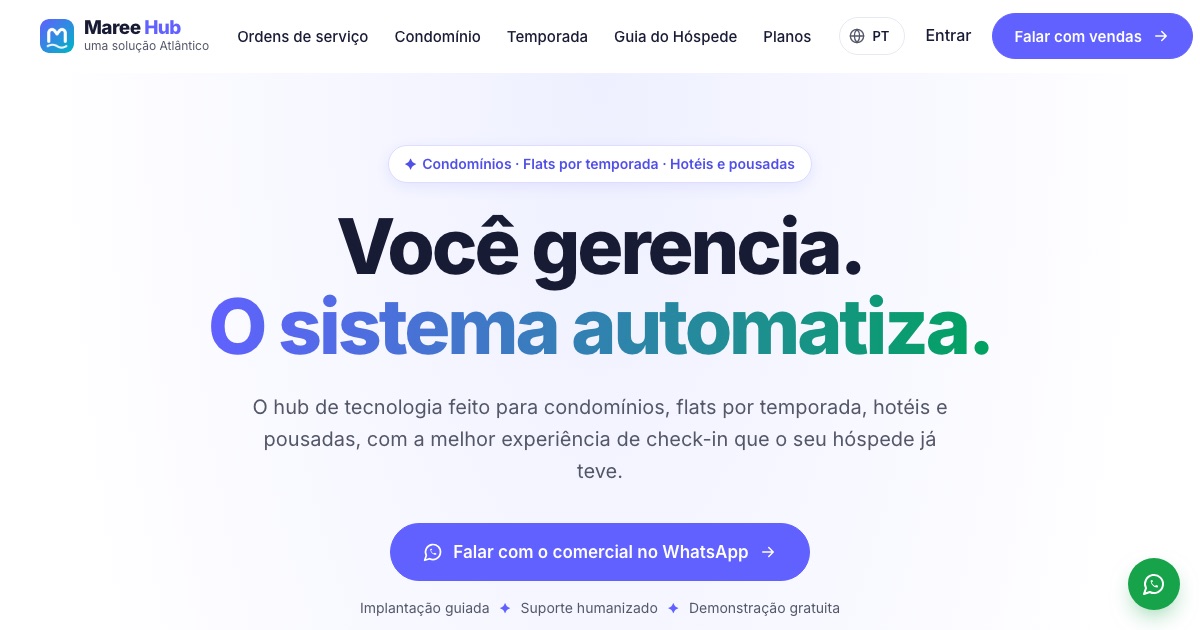 Maree Hub
uma solução Atlântico
Ordens de serviço
Condomínio
Temporada
Guia do Hóspede
Planos
PT
Entrar
Falar com vendas
Condomínios · Flats por temporada · Hotéis e pousadas
Você gerencia.
O sistema automatiza.
O hub de tecnologia feito para condomínios, flats por temporada, hotéis e
pousadas, com a melhor experiência de check-in que o seu hóspede já
teve.
Falar com o comercial no WhatsApp
Implantação guiada ✦ Suporte humanizado ✦ Demonstração gratuita